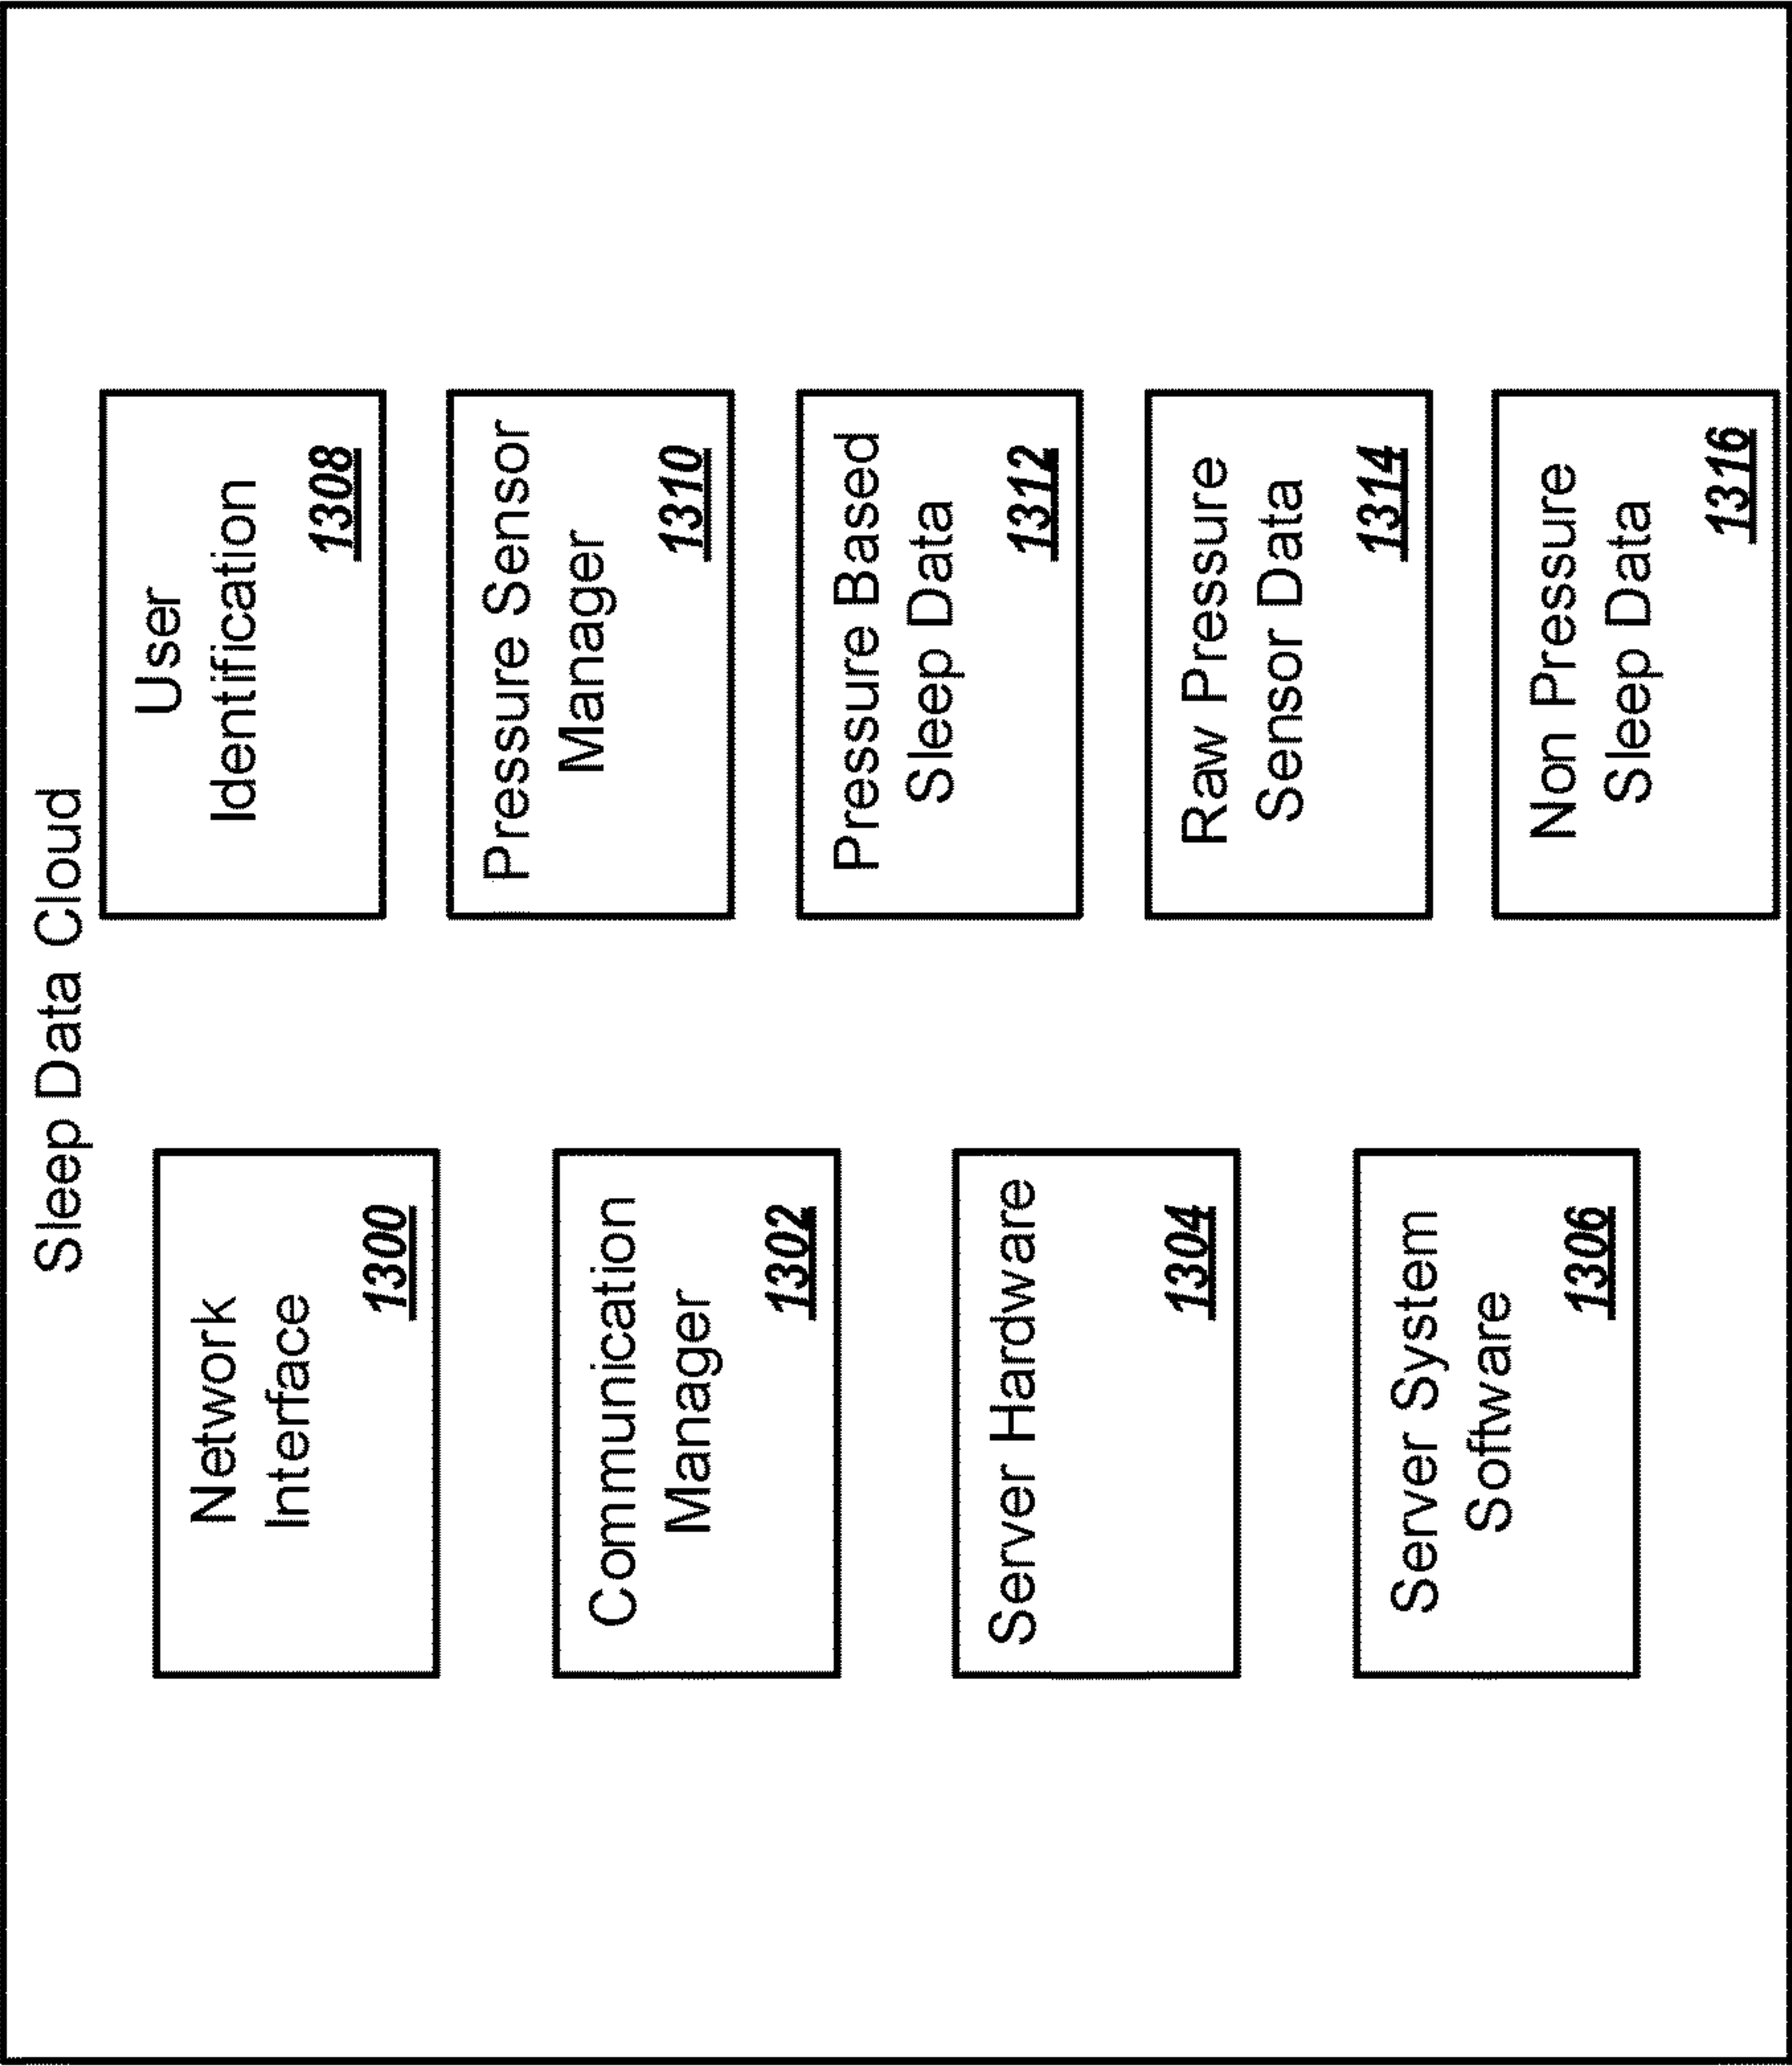 Sleep Data Cloud
Network
Interface
1300
Communication
Manager
1302
Server Hardware
1304
Server System
Software
1306
User
Identification
1308
Pressure Sensor
Manager
1310
Pressure Based
Sleep Data
1312
Raw Pressure
Sensor Data
1314
Non Pressure
Sleep Data
1316